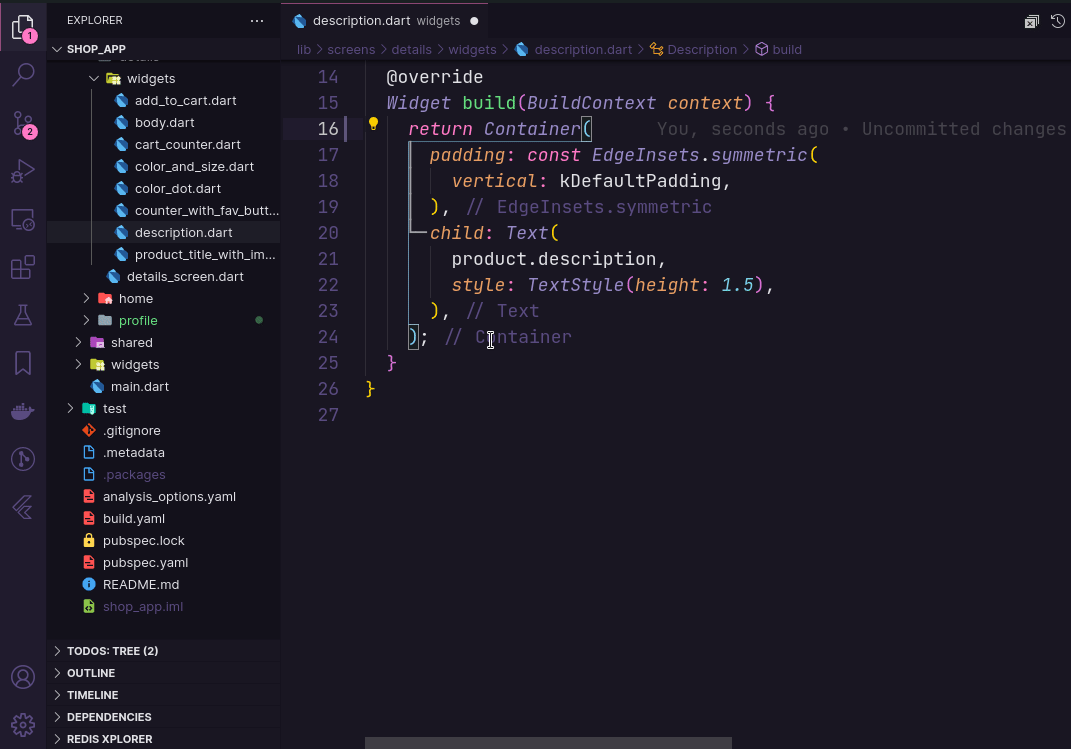 EXPLORER
SHOP_APP
details
widgets
add_to_cart.dart
body.dart
cart_counter.dart
color_and_size.dart
color_dot.dart
counter_with_fav_butt...
description.dart
product_title_with_im...
details_screen.dart
home
profile
shared
widgets
main.dart
test
.gitignore
.metadata
.packages
analysis_options.yaml
build.yaml
pubspec.lock
pubspec.yaml
README.md
shop_app.iml
TODOS: TREE (2)
OUTLINE
TIMELINE
DEPENDENCIES
REDIS XPLORER
1
2
description.dart widgets
lib > screens > details > widgets > description.dart > Description > build
14 @override
15 Widget build(BuildContext context) {
16 return Container( You, seconds ago • Uncommitted changes
17 padding: const EdgeInsets.symmetric(
18 vertical: kDefaultPadding,
19 ), // EdgeInsets.symmetric
20 child: Text(
21 product.description,
22 style: TextStyle(height: 1.5),
23 ), // Text
24 ); // Container
25 }
26 }
27